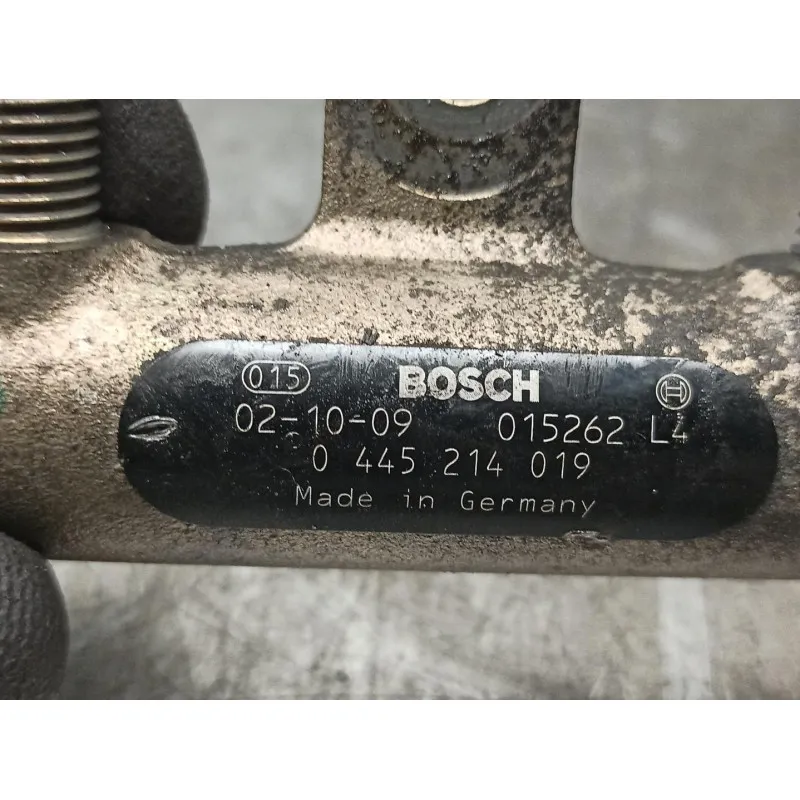 015 BOSCH
02-10-09 015262 L4
0 445 214 019
Made in Germany